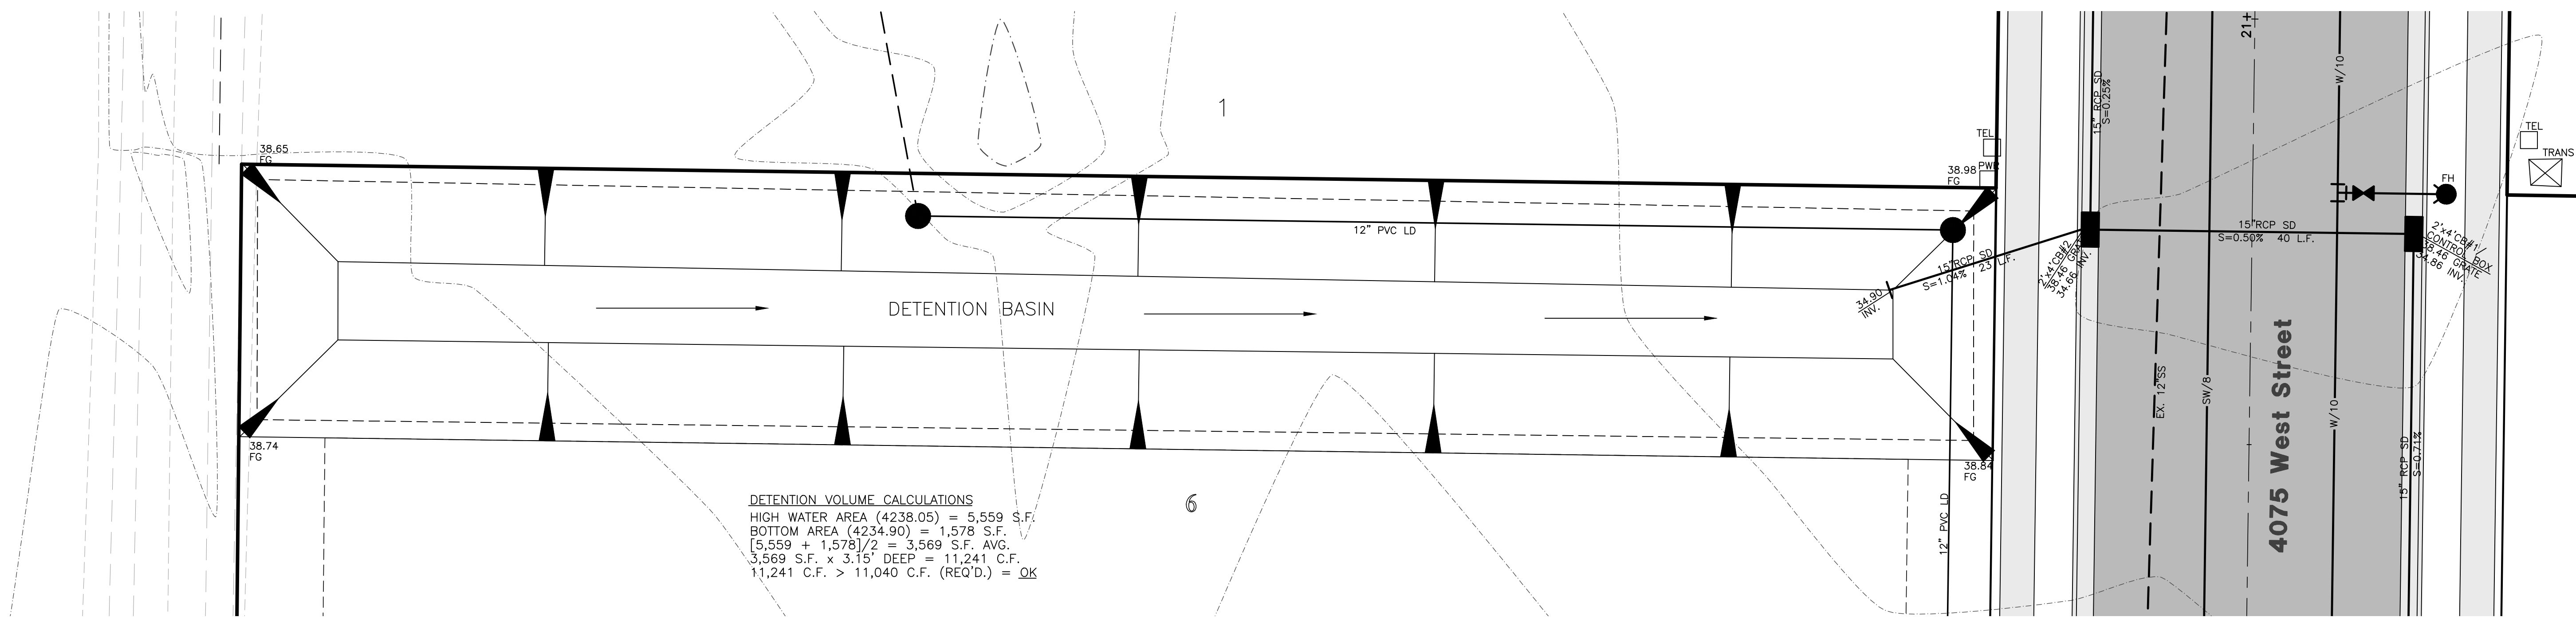 21+
W/10
15" RCP SD
S=0.25%
1
TEL
TEL
TRANS
38.65
FG
38.98
FG
PWR
FH
12" PVC LD
15"RCP SD
S=0.50% 40 L.F.
15"RCP SD
S=1.04% 23 L.F.
2'x4'CB#2
38.46 GRATE
34.66 INV.
2'x4'CB#1/
CONTROL BOX
38.46 GRATE
34.86 INV.
34.90
INV.
DETENTION BASIN
EX. 12"SS
SW/8
4075 West Street
W/10
15" RCP SD
S=0.71%
38.74
FG
38.84
FG
12" PVC LD
6
DETENTION VOLUME CALCULATIONS
HIGH WATER AREA (4238.05) = 5,559 S.F.
BOTTOM AREA (4234.90) = 1,578 S.F.
[5,559 + 1,578]/2 = 3,569 S.F. AVG.
3,569 S.F. x 3.15' DEEP = 11,241 C.F.
11,241 C.F. > 11,040 C.F. (REQ'D.) = OK